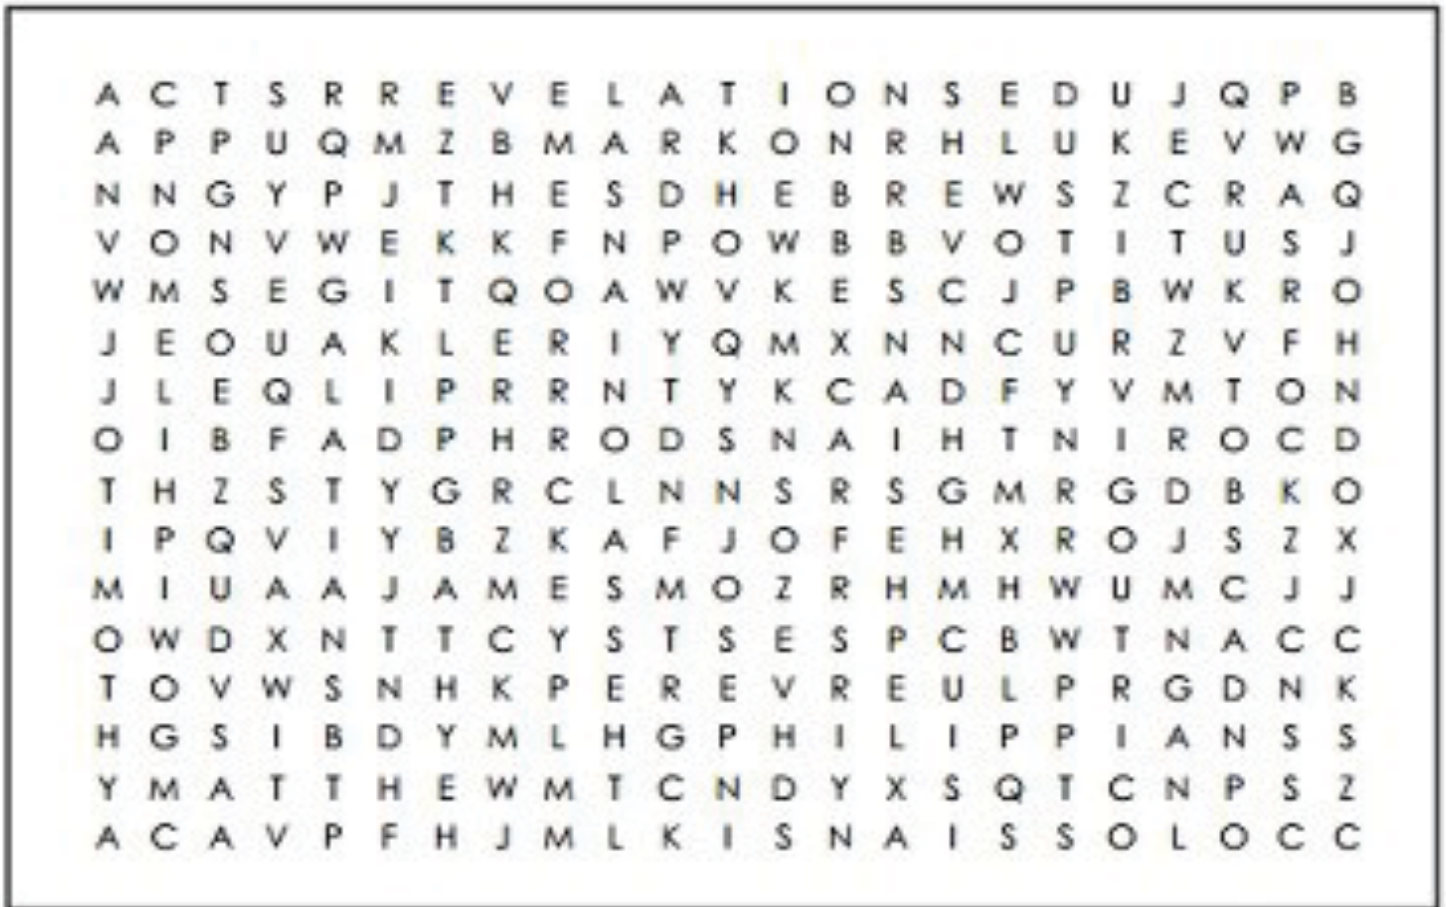 A C T S R R E V E L A T I O N S E D U J Q P B
A P P U Q M Z B M A R K O N R H L U K E V W G
N N G Y P J T H E S D H E B R E W S Z C R A Q
V O N V W E K K F N P O W B B V O T I T U S J
W M S E G I T Q O A W V K E S C J P B W K R O
J E O U A K L E R I Y Q M X N N C U R Z V F H
J L E Q L I P R R N T Y K C A D F Y V M T O N
O I B F A D P H R O D S N A I H T N I R O C D
T H Z S T Y G R C L N N S R S G M R G D B K O
I P Q V I Y B Z K A F J O F E H X R O J S Z X
M I U A A J A M E S M O Z R H M H W U M C J J
O W D X N T T C Y S T S E S P C B W T N A C C
T O V W S N H K P E R E V R E U L P R G D N K
H G S I B D Y M L H G P H I L I P P I A N S S
Y M A T T H E W M T C N D Y X S Q T C N P S Z
A C A V P F H J M L K I S N A I S S O L O C C